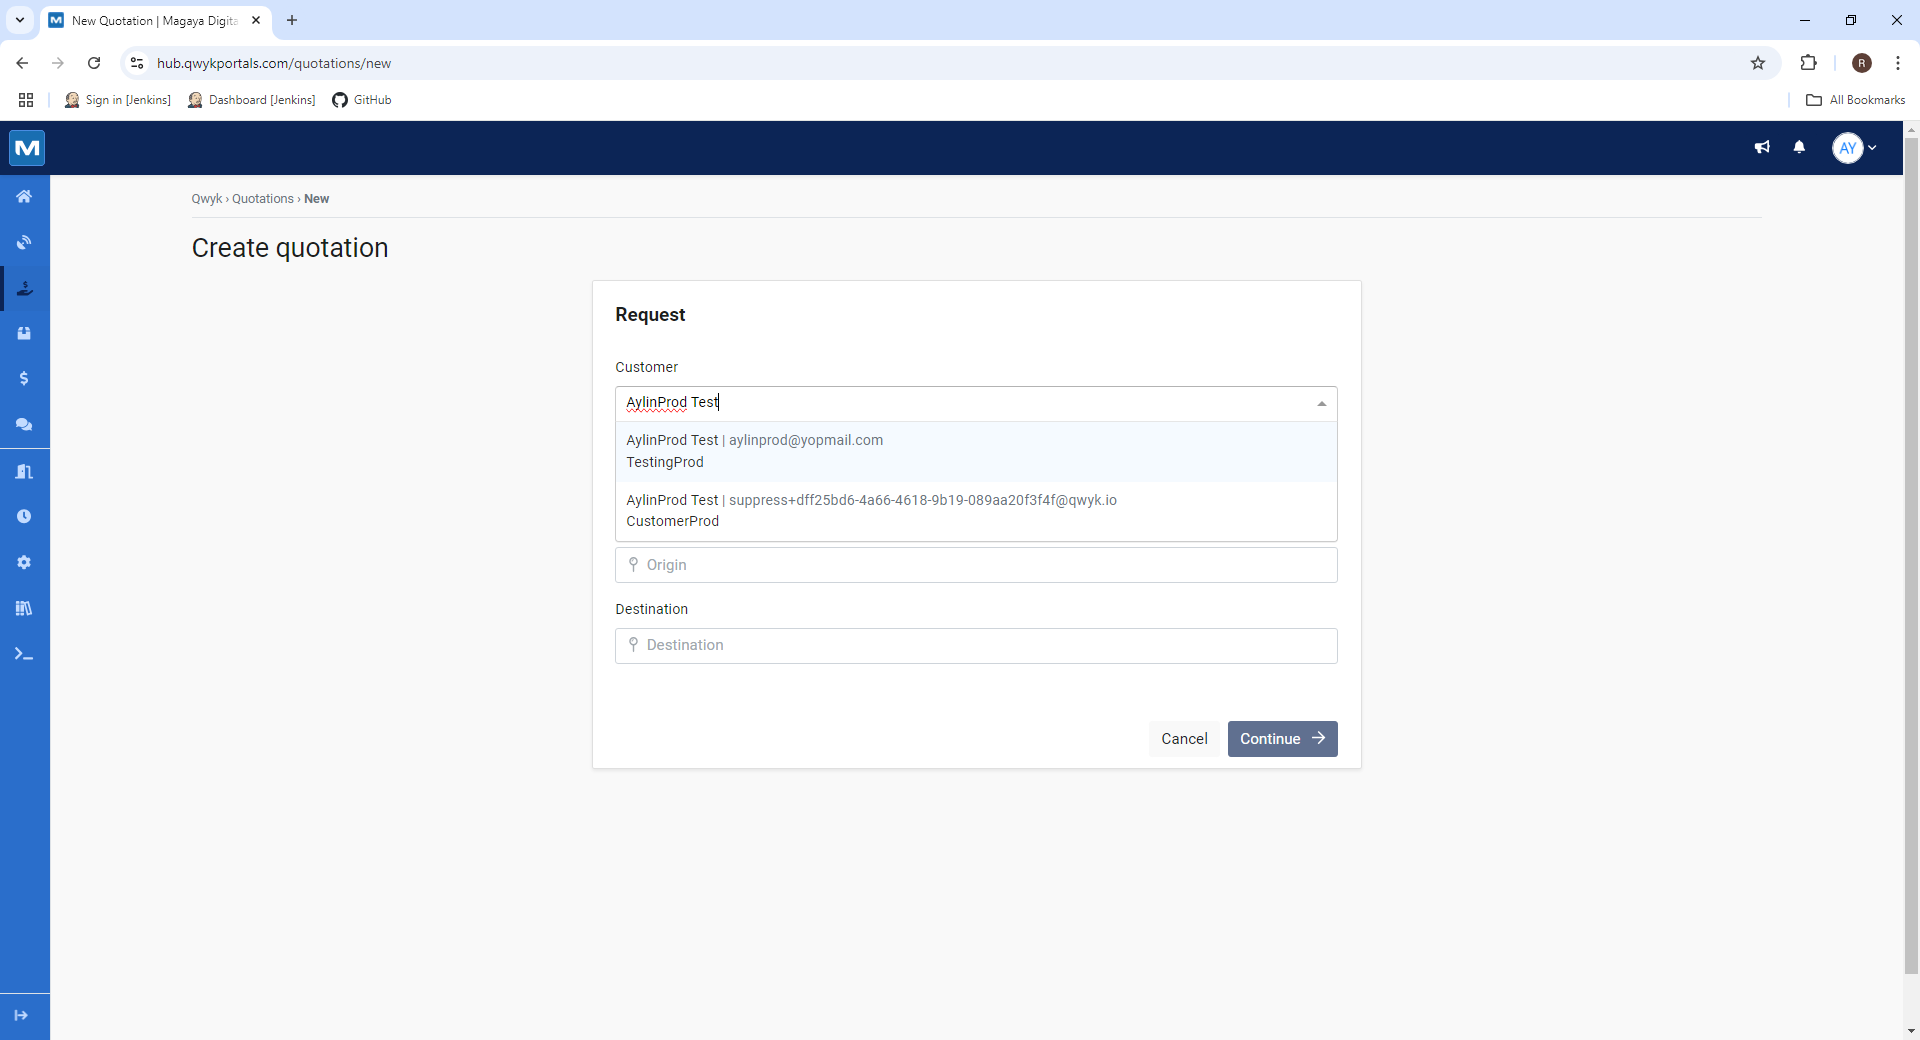 New Quotation | Magaya Digita
hub.qwykportals.com/quotations/new
R
Sign in [Jenkins]
Dashboard [Jenkins]
GitHub
All Bookmarks
M
AY
Qwyk › Quotations › New
Create quotation
Request
Customer
AylinProd Test
AylinProd Test | aylinprod@yopmail.com
TestingProd
AylinProd Test | suppress+dff25bd6-4a66-4618-9b19-089aa20f3f4f@qwyk.io
CustomerProd
Origin
Destination
Destination
Cancel
Continue